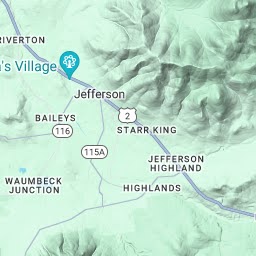 RIVERTON
a's Village
Jefferson
2
BAILEYS
116
STARR KING
115A
JEFFERSON
HIGHLAND
WAUMBECK
JUNCTION
HIGHLANDS